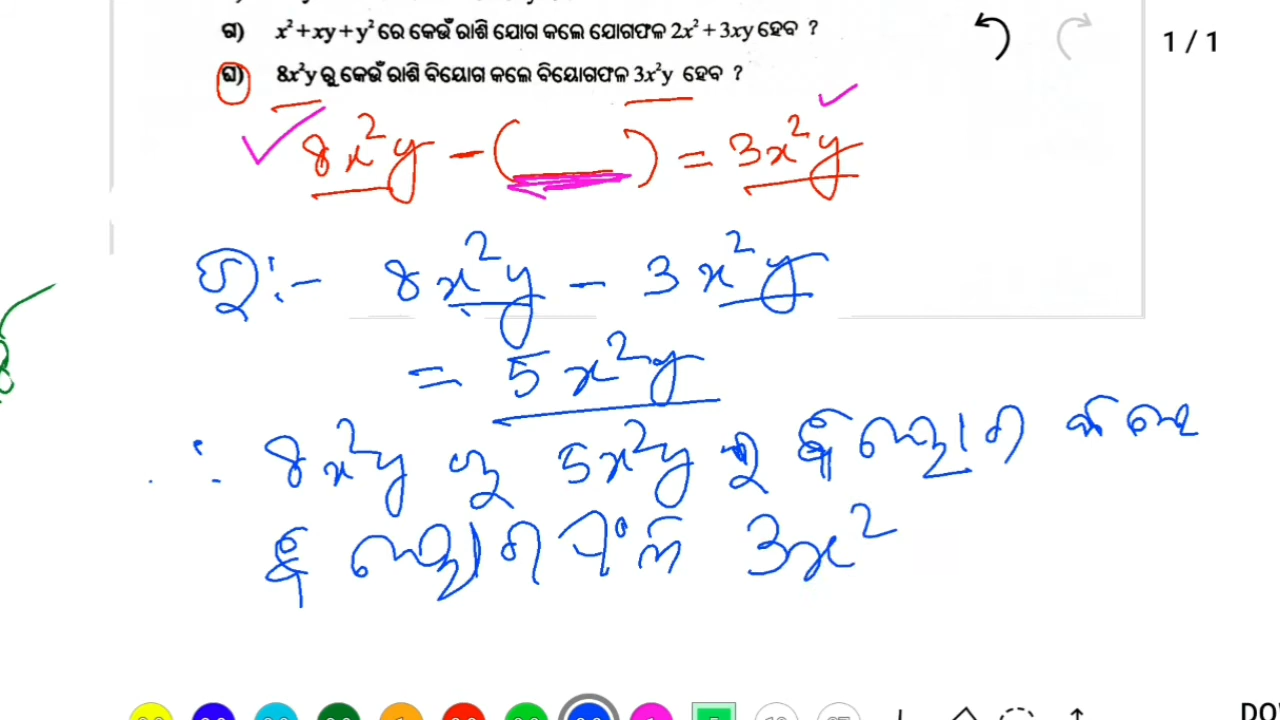 ଗ) x²+xy+y² ରେ କେଉଁ ରାଶି ଯୋଗ କଲେ ଯୋଗଫଳ 2x²+3xy ହେବ ?
1 / 1
ଘ) 8x²y ରୁ କେଉଁ ରାଶି ବିୟୋଗ କଲେ ବିୟୋଗଫଳ 3x²y ହେବ ?
8x²y - ( ___ ) = 3x²y
8x²y - 3x²y
= 5x²y
∴ 8x²y ରୁ 5x²y କଲେ
3x²